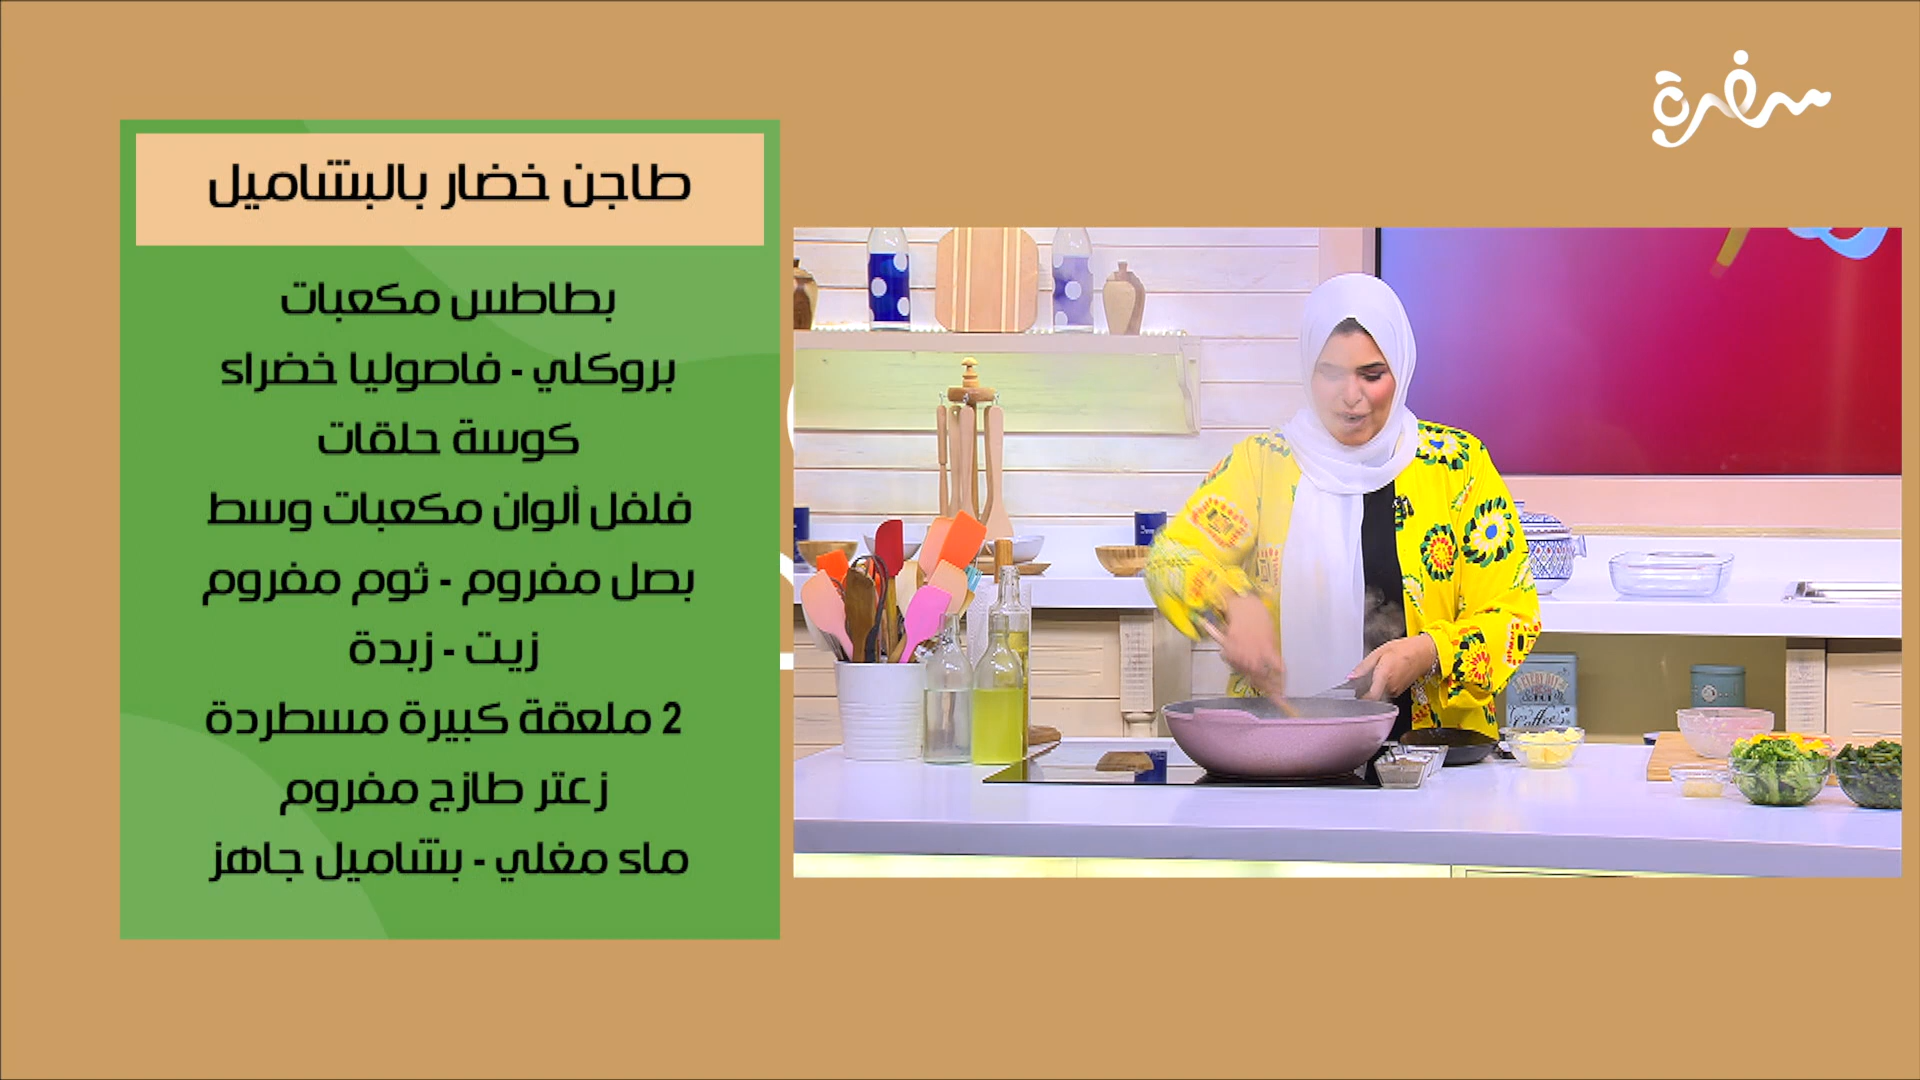 سفرة
طاجن خضار بالبشاميل
بطاطس مكعبات
بروكلي - فاصوليا خضراء
كوسة حلقات
فلفل ألوان مكعبات وسط
بصل مفروم - ثوم مفروم
زيت - زبدة
2 ملعقة كبيرة مسطردة
زعتر طازج مفروم
ماء مغلي - بشاميل جاهز
Coffee